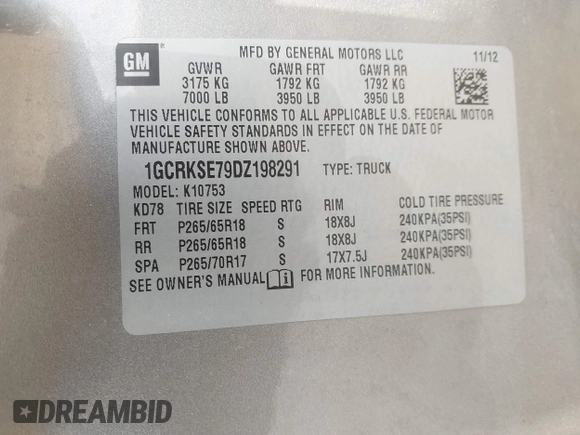 GM
MFD BY GENERAL MOTORS LLC
11/12
GVWR GAWR FRT GAWR RR
3175 KG 1792 KG 1792 KG
7000 LB 3950 LB 3950 LB
THIS VEHICLE CONFORMS TO ALL APPLICABLE U.S. FEDERAL MOTOR
VEHICLE SAFETY STANDARDS IN EFFECT ON THE DATE OF
MANUFACTURE SHOWN ABOVE.
1GCRKSE79DZ198291 TYPE: TRUCK
MODEL: K10753
KD78 TIRE SIZE SPEED RTG RIM COLD TIRE PRESSURE
FRT P265/65R18 S 18X8J 240KPA(35PSI)
RR P265/65R18 S 18X8J 240KPA(35PSI)
SPA P265/70R17 S 17X7.5J 240KPA(35PSI)
SEE OWNER'S MANUAL FOR MORE INFORMATION.
DREAMBID